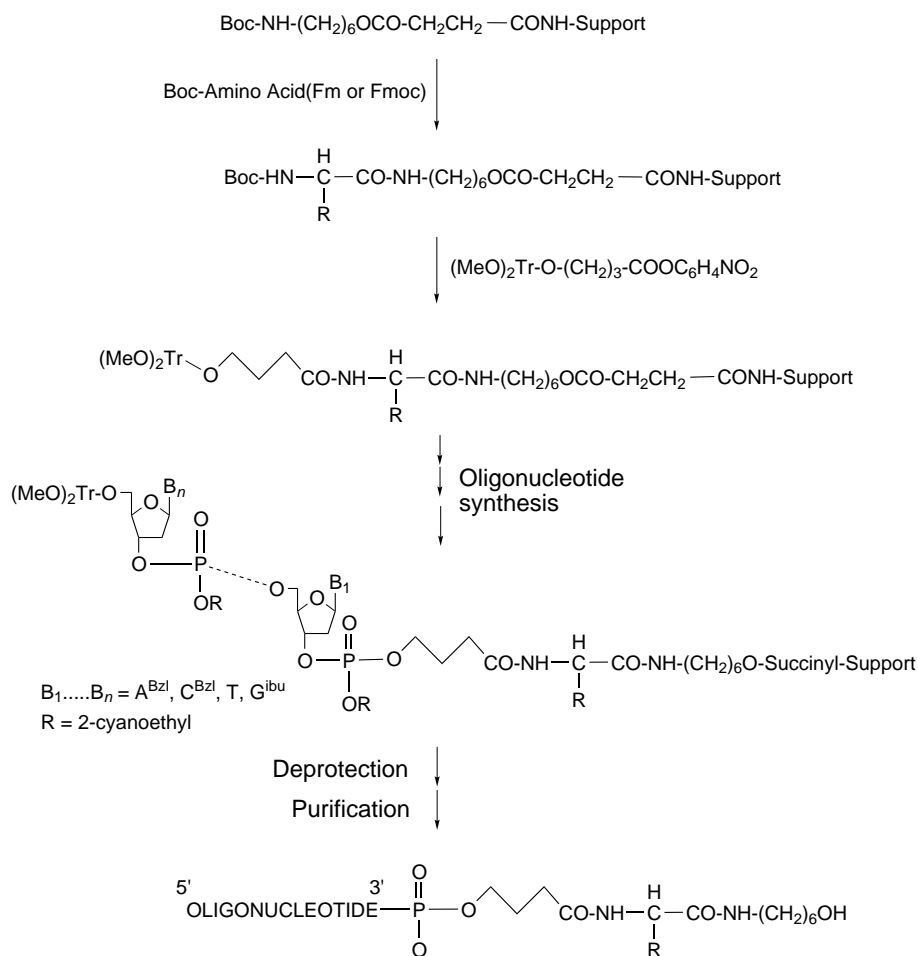 Boc-NH-(CH2)6OCO-CH2CH2 CONH-Support
Boc-Amino Acid(Fm or Fmoc)
H
Boc-HN C CO-NH-(CH2)6OCO-CH2CH2 CONH-Support
R
(MeO)2Tr-O-(CH2)3-COOC6H4NO2
(MeO)2Tr O CO-NH C CO-NH-(CH2)6OCO-CH2CH2 CONH-Support
H
R
Oligonucleotide
synthesis
(MeO)2Tr-O O Bn
O
O P
OR
O O B1
O
O P O CO-NH C CO-NH-(CH2)6O-Succinyl-Support
H
OR R
B1.....Bn = A^Bzl, C^Bzl, T, G^ibu
R = 2-cyanoethyl
Deprotection
Purification
5' 3' O H
OLIGONUCLEOTIDE P O CO-NH C CO-NH-(CH2)6OH
O R